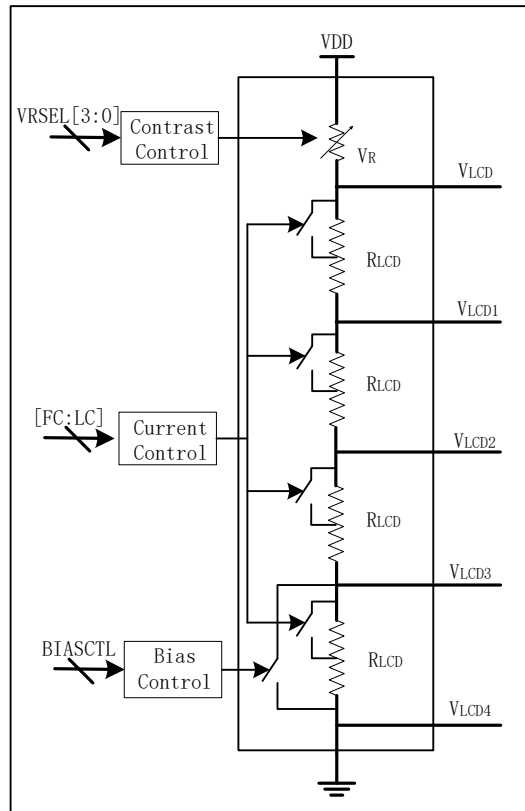 VDD
VRSEL[3:0]
Contrast
Control
VR
VLCD
RLCD
VLCD1
RLCD
[FC:LC]
Current
Control
VLCD2
RLCD
VLCD3
BIASCTL
Bias
Control
RLCD
VLCD4